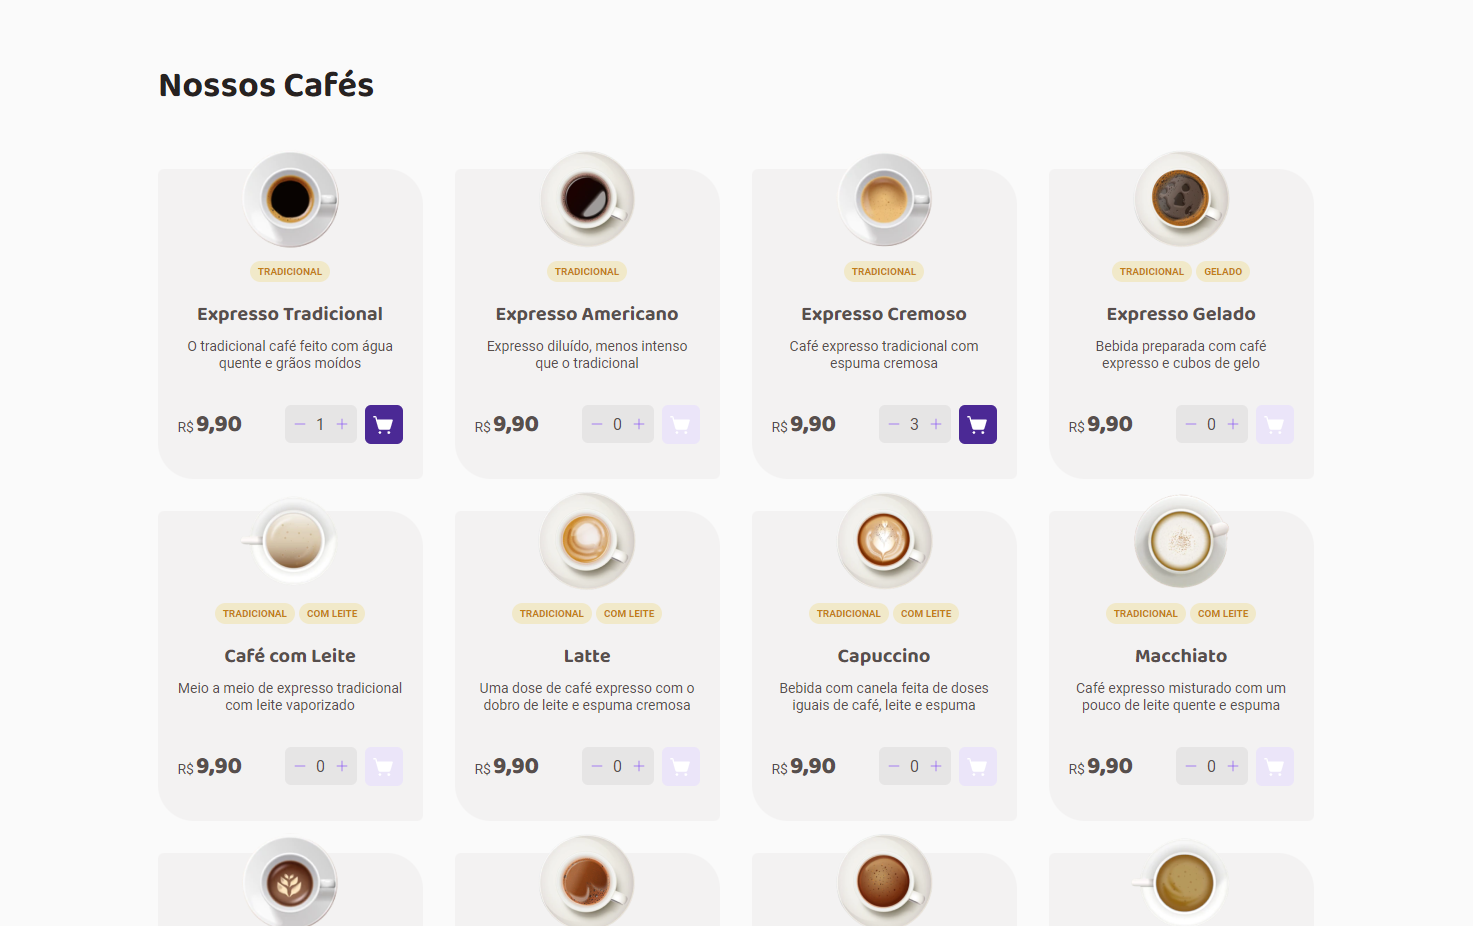 Nossos Cafés
TRADICIONAL
Expresso Tradicional
O tradicional café feito com água
quente e grãos moídos
R$ 9,90
− 1 +
TRADICIONAL
Expresso Americano
Expresso diluído, menos intenso
que o tradicional
R$ 9,90
− 0 +
TRADICIONAL
Expresso Cremoso
Café expresso tradicional com
espuma cremosa
R$ 9,90
− 3 +
TRADICIONAL GELADO
Expresso Gelado
Bebida preparada com café
expresso e cubos de gelo
R$ 9,90
− 0 +
TRADICIONAL COM LEITE
Café com Leite
Meio a meio de expresso tradicional
com leite vaporizado
R$ 9,90
− 0 +
TRADICIONAL COM LEITE
Latte
Uma dose de café expresso com o
dobro de leite e espuma cremosa
R$ 9,90
− 0 +
TRADICIONAL COM LEITE
Capuccino
Bebida com canela feita de doses
iguais de café, leite e espuma
R$ 9,90
− 0 +
TRADICIONAL COM LEITE
Macchiato
Café expresso misturado com um
pouco de leite quente e espuma
R$ 9,90
− 0 +